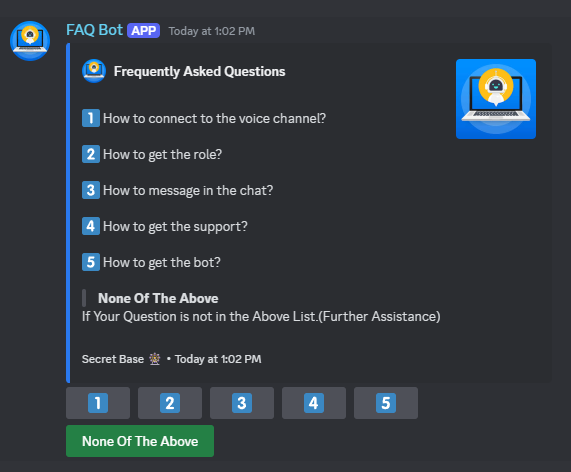 FAQ Bot APP Today at 1:02 PM
Frequently Asked Questions
1 How to connect to the voice channel?
2 How to get the role?
3 How to message in the chat?
4 How to get the support?
5 How to get the bot?
None Of The Above
If Your Question is not in the Above List.(Further Assistance)
Secret Base • Today at 1:02 PM
1 2 3 4 5
None Of The Above